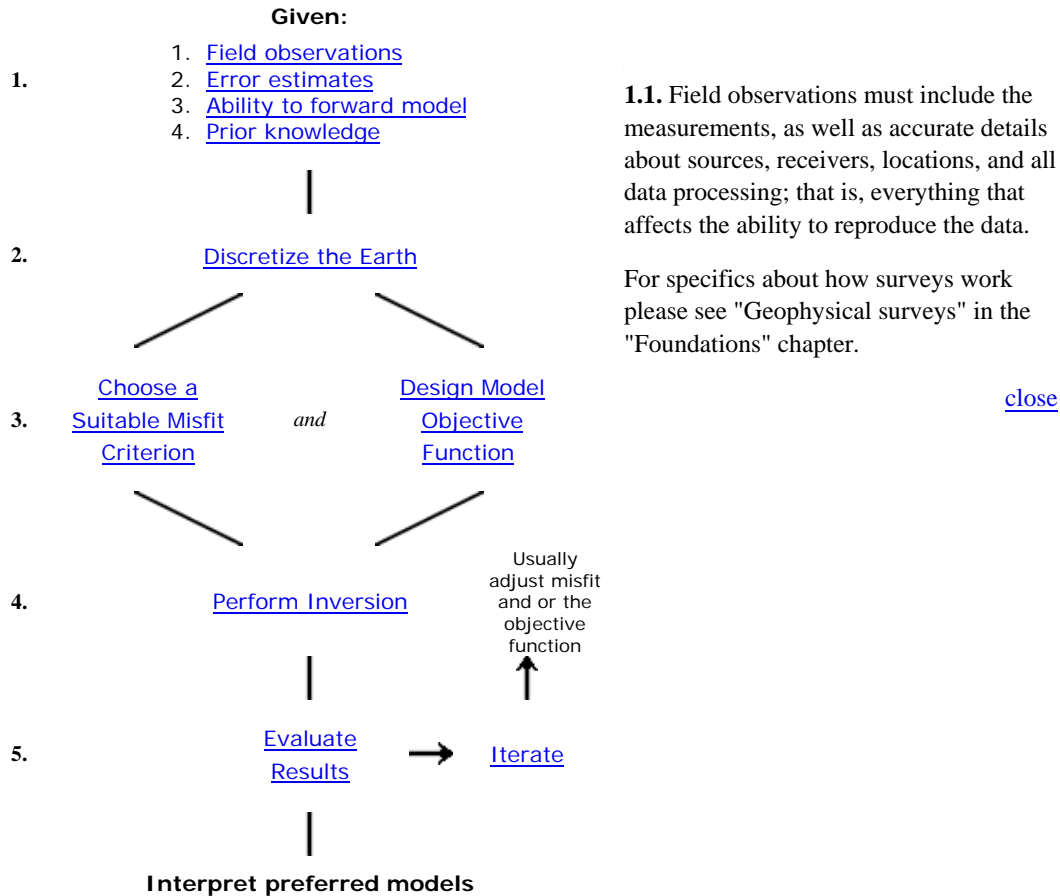 Given:
1.
1. Field observations
2. Error estimates
3. Ability to forward model
4. Prior knowledge
2.
Discretize the Earth
3.
Choose a
Suitable Misfit
Criterion
and
Design Model
Objective
Function
4.
Perform Inversion
Usually
adjust misfit
and or the
objective
function
5.
Evaluate
Results
Iterate
Interpret preferred models
1.1. Field observations must include the
measurements, as well as accurate details
about sources, receivers, locations, and all
data processing; that is, everything that
affects the ability to reproduce the data.
For specifics about how surveys work
please see "Geophysical surveys" in the
"Foundations" chapter.
close